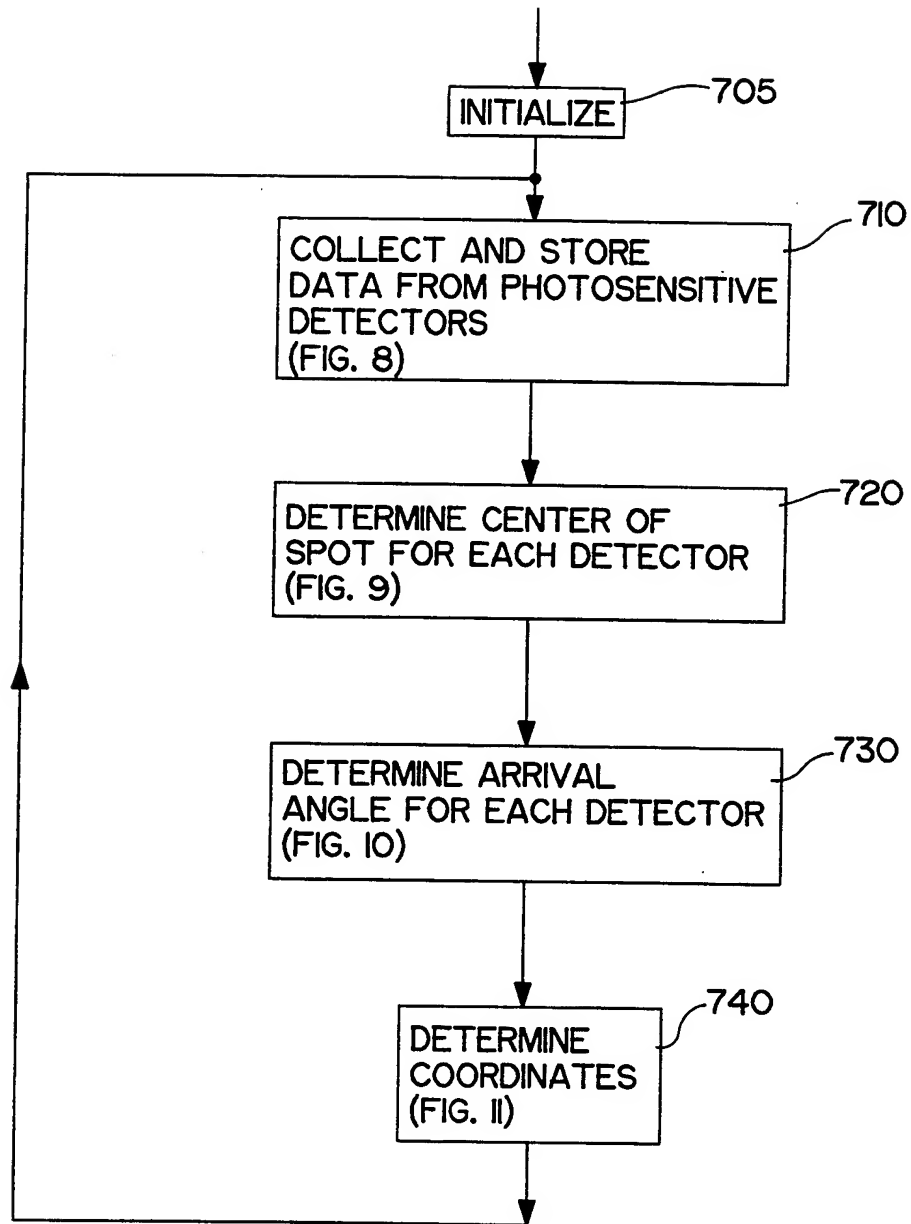 INITIALIZE
705
COLLECT AND STORE
DATA FROM PHOTOSENSITIVE
DETECTORS
(FIG. 8)
710
DETERMINE CENTER OF
SPOT FOR EACH DETECTOR
(FIG. 9)
720
DETERMINE ARRIVAL
ANGLE FOR EACH DETECTOR
(FIG. 10)
730
DETERMINE
COORDINATES
(FIG. 11)
740